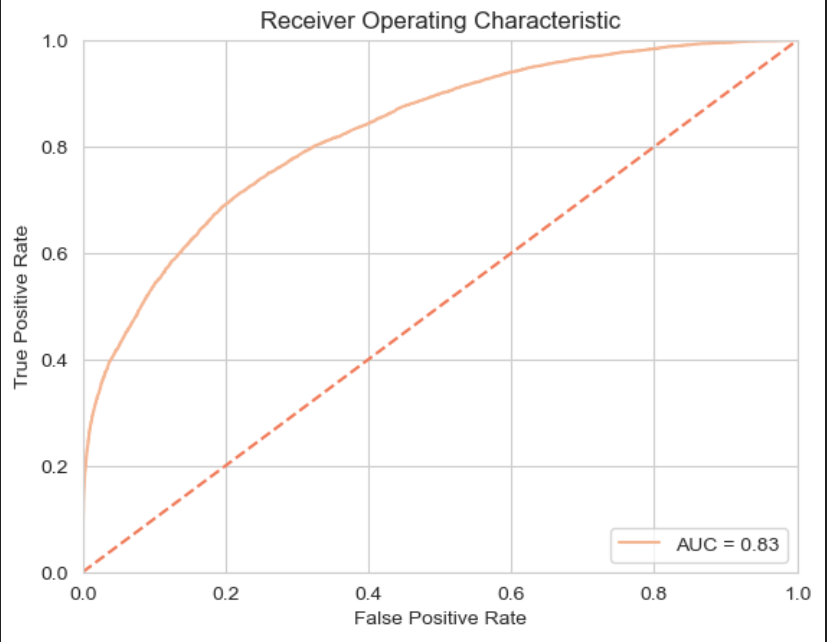 Receiver Operating Characteristic
1.0
0.8
0.6
0.4
0.2
0.0
True Positive Rate
AUC = 0.83
0.0 0.2 0.4 0.6 0.8 1.0
False Positive Rate